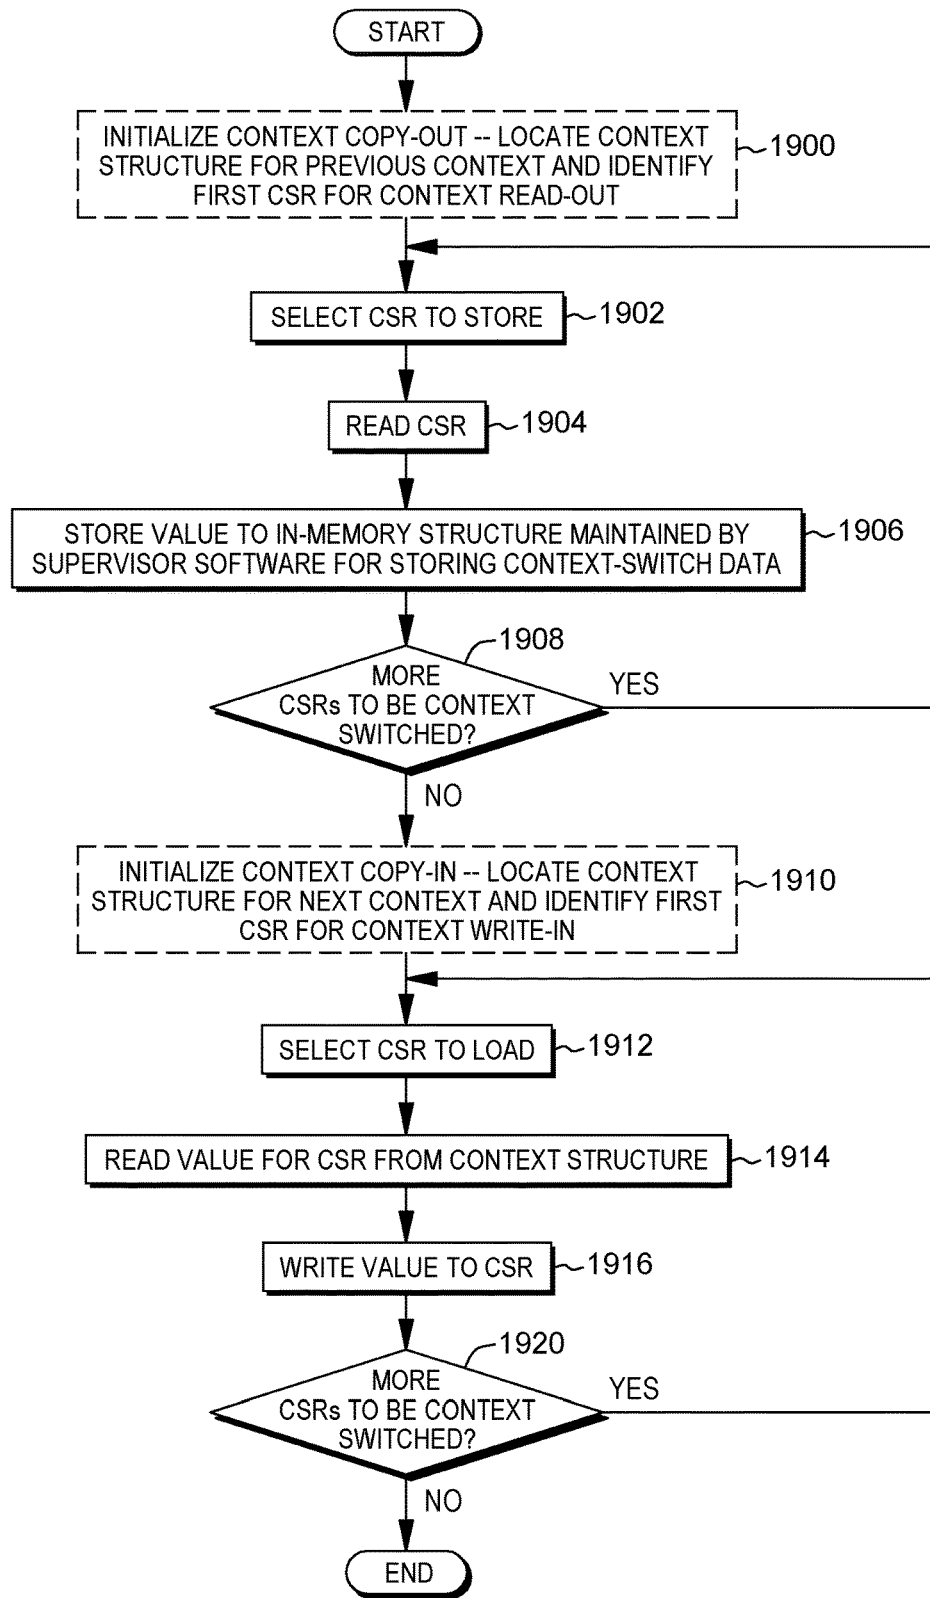 START
INITIALIZE CONTEXT COPY-OUT -- LOCATE CONTEXT
STRUCTURE FOR PREVIOUS CONTEXT AND IDENTIFY
FIRST CSR FOR CONTEXT READ-OUT
1900
SELECT CSR TO STORE
1902
READ CSR
1904
STORE VALUE TO IN-MEMORY STRUCTURE MAINTAINED BY
SUPERVISOR SOFTWARE FOR STORING CONTEXT-SWITCH DATA
1906
1908
MORE
CSRs TO BE CONTEXT
SWITCHED?
YES
NO
INITIALIZE CONTEXT COPY-IN -- LOCATE CONTEXT
STRUCTURE FOR NEXT CONTEXT AND IDENTIFY FIRST
CSR FOR CONTEXT WRITE-IN
1910
SELECT CSR TO LOAD
1912
READ VALUE FOR CSR FROM CONTEXT STRUCTURE
1914
WRITE VALUE TO CSR
1916
1920
MORE
CSRs TO BE CONTEXT
SWITCHED?
YES
NO
END